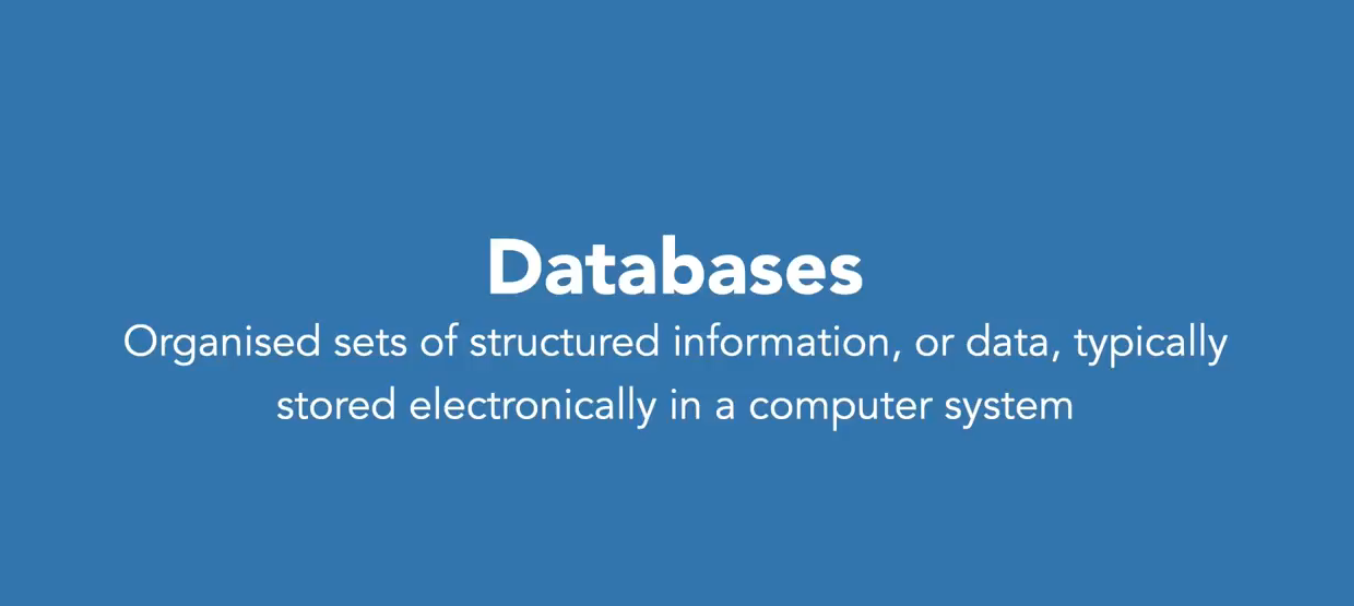 Databases
Organised sets of structured information, or data, typically
stored electronically in a computer system